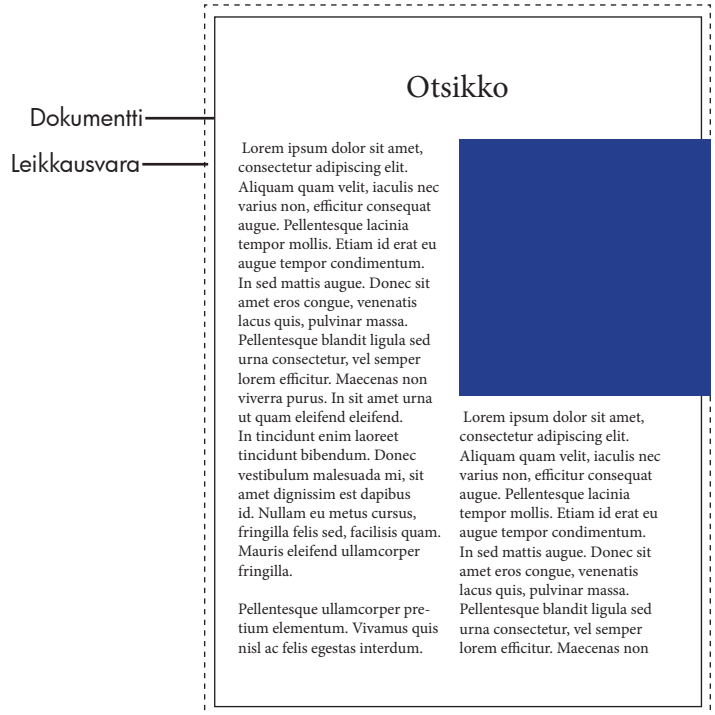 Otsikko
Dokumentti
Leikkausvara
Lorem ipsum dolor sit amet,
consectetur adipiscing elit.
Aliquam quam velit, iaculis nec
varius non, efficitur consequat
augue. Pellentesque lacinia
tempor mollis. Etiam id erat eu
augue tempor condimentum.
In sed mattis augue. Donec sit
amet eros congue, venenatis
lacus quis, pulvinar massa.
Pellentesque blandit ligula sed
urna consectetur, vel semper
lorem efficitur. Maecenas non
viverra purus. In sit amet urna
ut quam eleifend eleifend.
In tincidunt enim laoreet
tincidunt bibendum. Donec
vestibulum malesuada mi, sit
amet dignissim est dapibus
id. Nullam eu metus cursus,
fringilla felis sed, facilisis quam.
Mauris eleifend ullamcorper
fringilla.
Pellentesque ullamcorper pre-
tium elementum. Vivamus quis
nisl ac felis egestas interdum.
Lorem ipsum dolor sit amet,
consectetur adipiscing elit.
Aliquam quam velit, iaculis nec
varius non, efficitur consequat
augue. Pellentesque lacinia
tempor mollis. Etiam id erat eu
augue tempor condimentum.
In sed mattis augue. Donec sit
amet eros congue, venenatis
lacus quis, pulvinar massa.
Pellentesque blandit ligula sed
urna consectetur, vel semper
lorem efficitur. Maecenas non